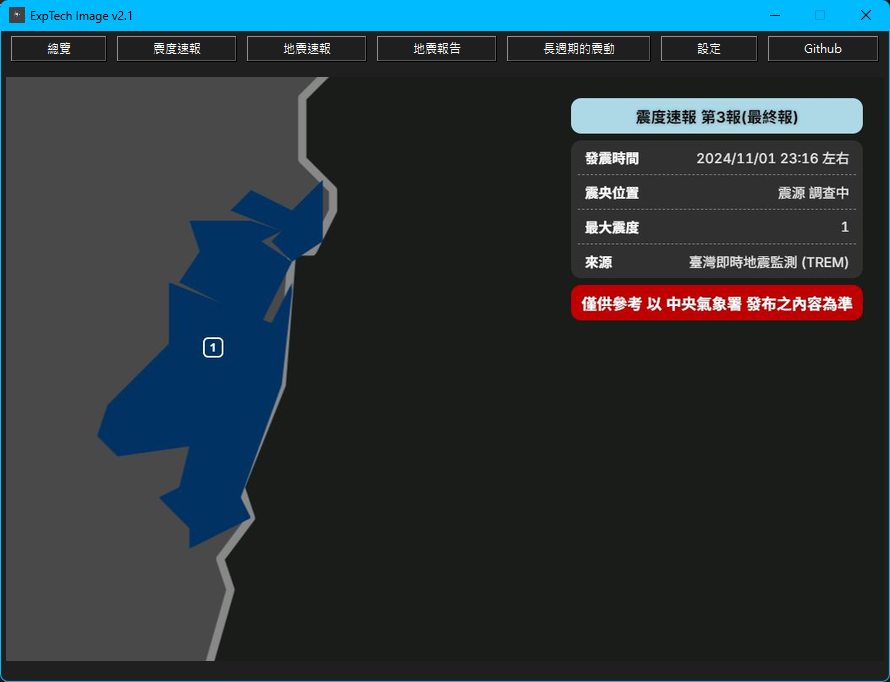 ExpTech Image v2.1
總覽 震度速報 地震速報 地震報告 長週期的震動 設定 Github
震度速報 第3報(最終報)
發震時間 2024/11/01 23:16 左右
震央位置 震源 調查中
最大震度 1
來源 臺灣即時地震監測 (TREM)
僅供參考 以 中央氣象署 發布之內容為準
1